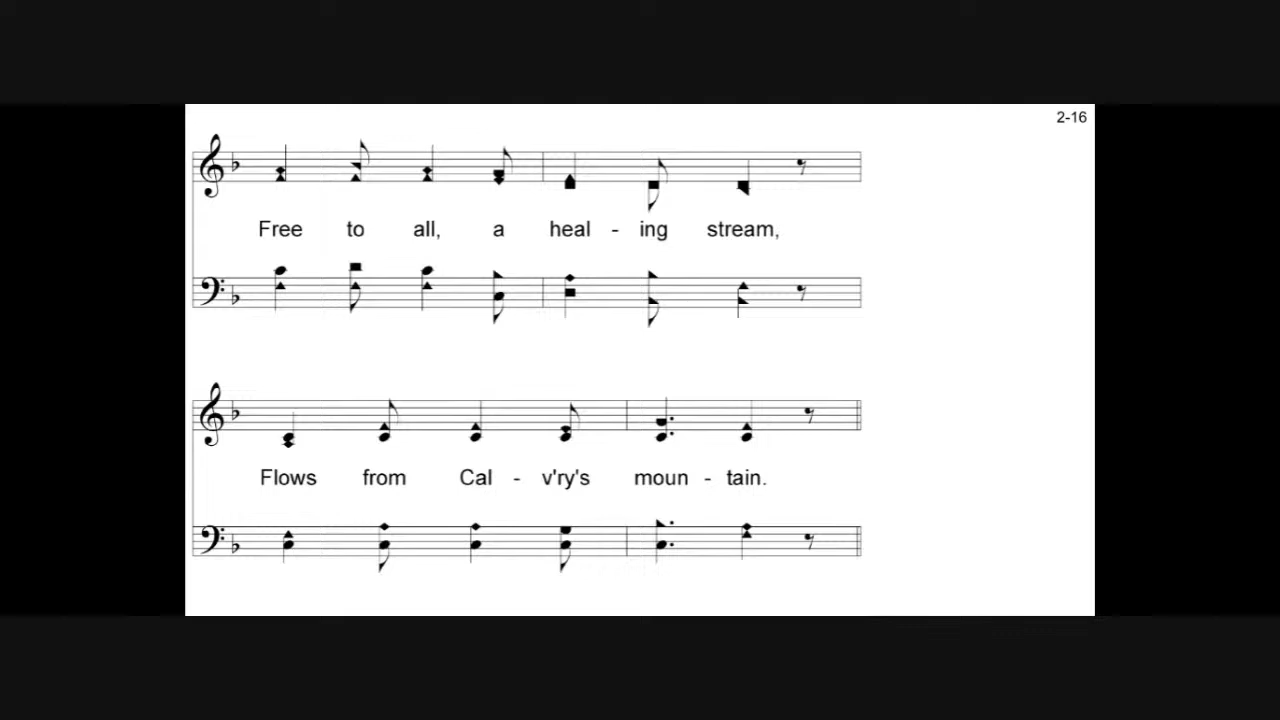 2-16
Free to all, a heal - ing stream,
Flows from Cal - v'ry's moun - tain.